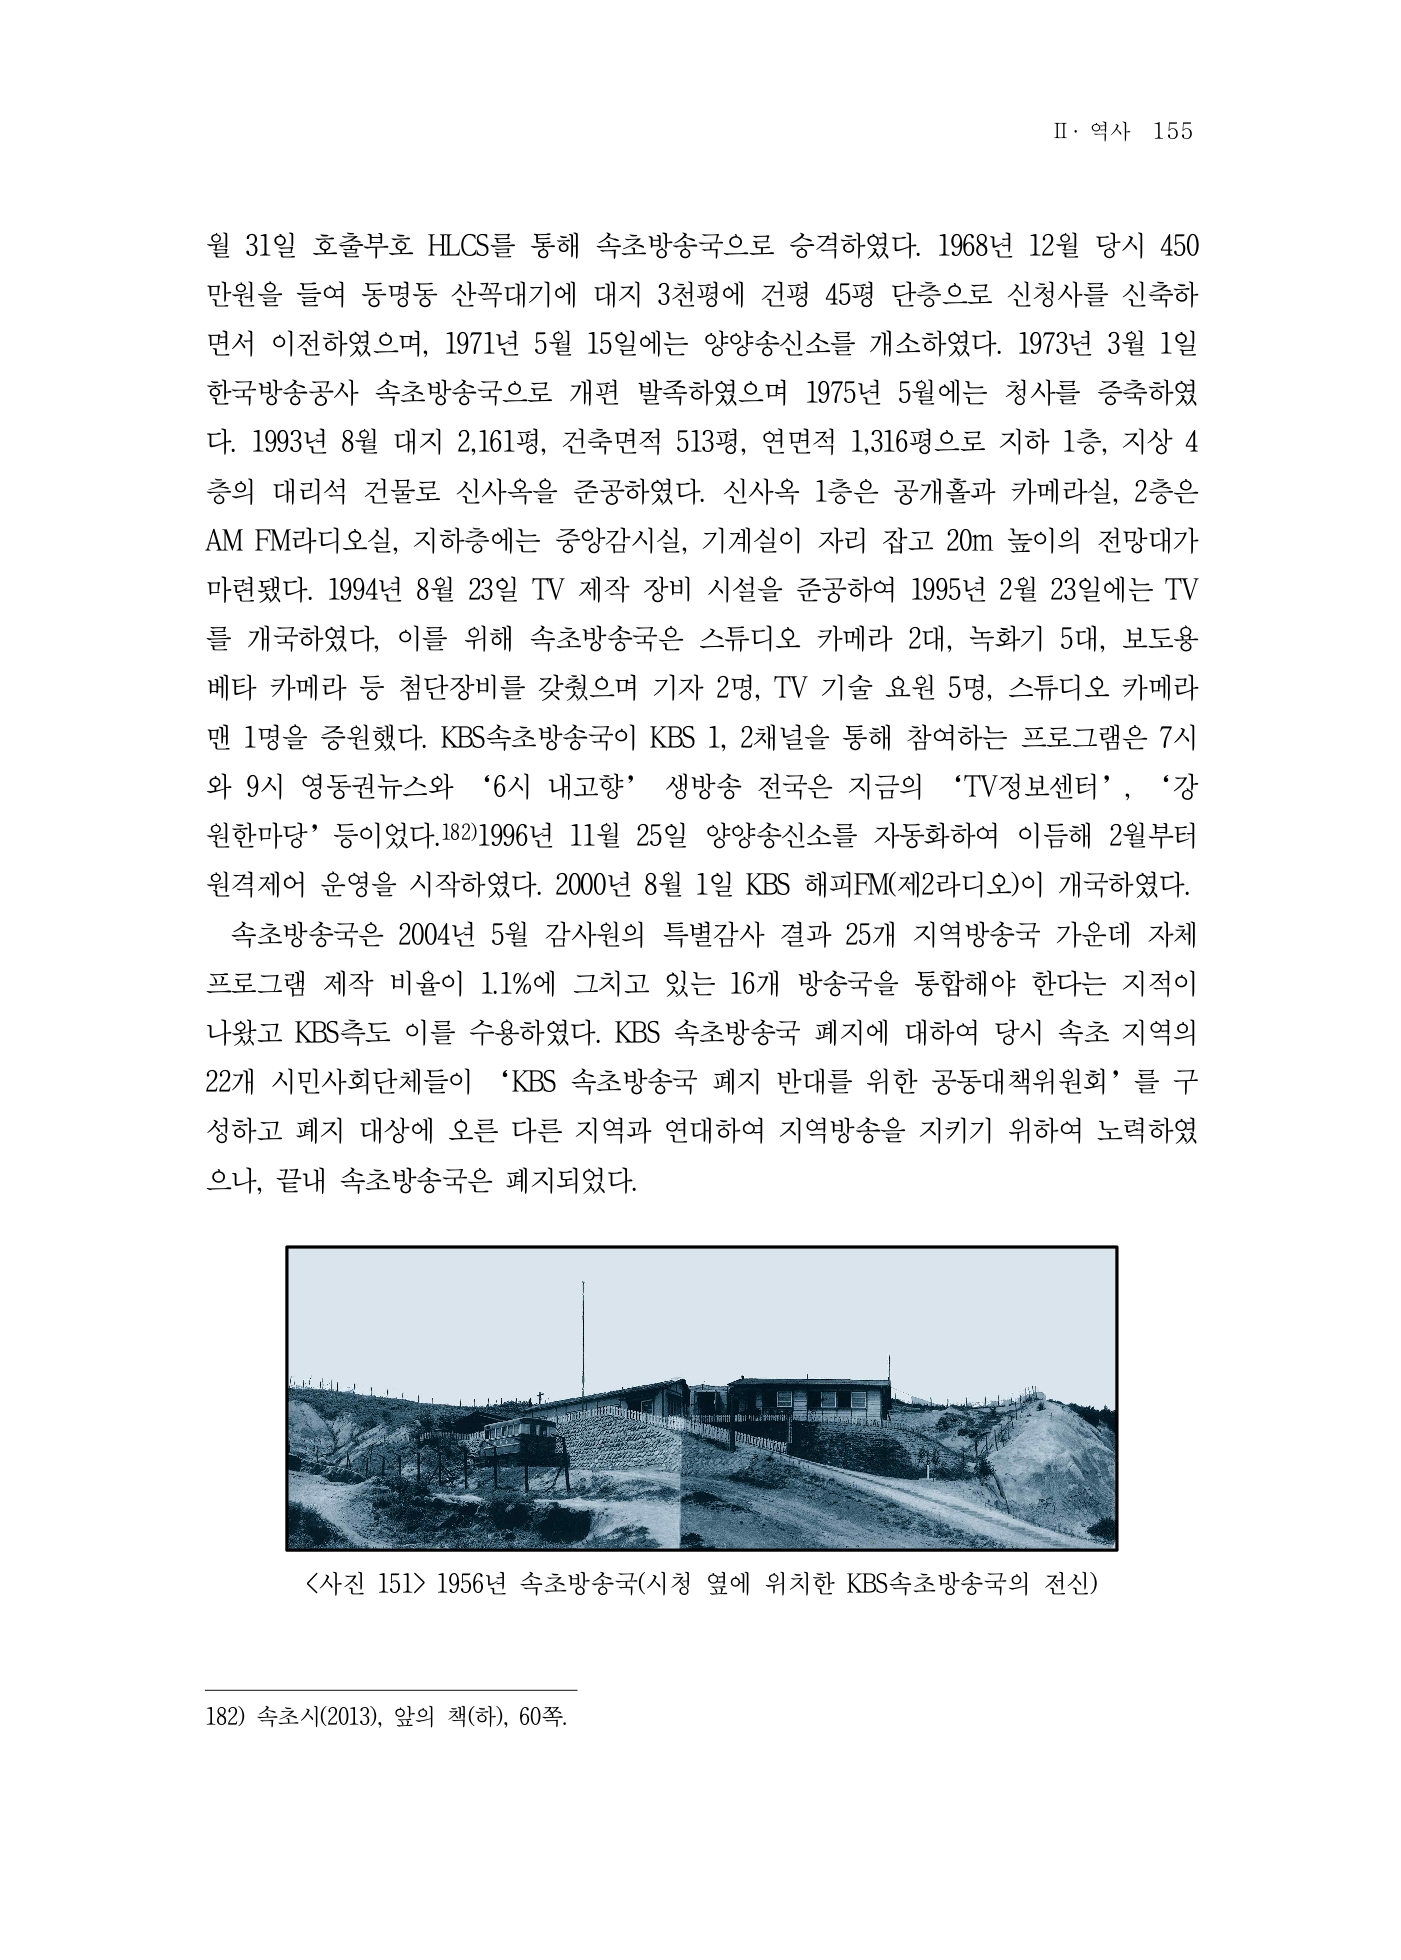 Ⅱ· 역사 155
월 31일 호출부호 HLCS를 통해 속초방송국으로 승격하였다. 1968년 12월 당시 450
만원을 들여 동명동 산꼭대기에 대지 3천평에 건평 45평 단층으로 신청사를 신축하
면서 이전하였으며, 1971년 5월 15일에는 양양송신소를 개소하였다. 1973년 3월 1일
한국방송공사 속초방송국으로 개편 발족하였으며 1975년 5월에는 청사를 증축하였
다. 1993년 8월 대지 2,161평, 건축면적 513평, 연면적 1,316평으로 지하 1층, 지상 4
층의 대리석 건물로 신사옥을 준공하였다. 신사옥 1층은 공개홀과 카메라실, 2층은
AM FM라디오실, 지하층에는 중앙감시실, 기계실이 자리 잡고 20m 높이의 전망대가
마련됐다. 1994년 8월 23일 TV 제작 장비 시설을 준공하여 1995년 2월 23일에는 TV
를 개국하였다, 이를 위해 속초방송국은 스튜디오 카메라 2대, 녹화기 5대, 보도용
베타 카메라 등 첨단장비를 갖췄으며 기자 2명, TV 기술 요원 5명, 스튜디오 카메라
맨 1명을 증원했다. KBS속초방송국이 KBS 1, 2채널을 통해 참여하는 프로그램은 7시
와 9시 영동권뉴스와 ‘6시 내고향’ 생방송 전국은 지금의 ‘TV정보센터’, ‘강
원한마당’ 등이었다.182)1996년 11월 25일 양양송신소를 자동화하여 이듬해 2월부터
원격제어 운영을 시작하였다. 2000년 8월 1일 KBS 해피FM(제2라디오)이 개국하였다.
속초방송국은 2004년 5월 감사원의 특별감사 결과 25개 지역방송국 가운데 자체
프로그램 제작 비율이 1.1%에 그치고 있는 16개 방송국을 통합해야 한다는 지적이
나왔고 KBS측도 이를 수용하였다. KBS 속초방송국 폐지에 대하여 당시 속초 지역의
22개 시민사회단체들이 ‘KBS 속초방송국 폐지 반대를 위한 공동대책위원회’를 구
성하고 폐지 대상에 오른 다른 지역과 연대하여 지역방송을 지키기 위하여 노력하였
으나, 끝내 속초방송국은 폐지되었다.
<사진 151> 1956년 속초방송국(시청 옆에 위치한 KBS속초방송국의 전신)
182) 속초시(2013), 앞의 책(하), 60쪽.